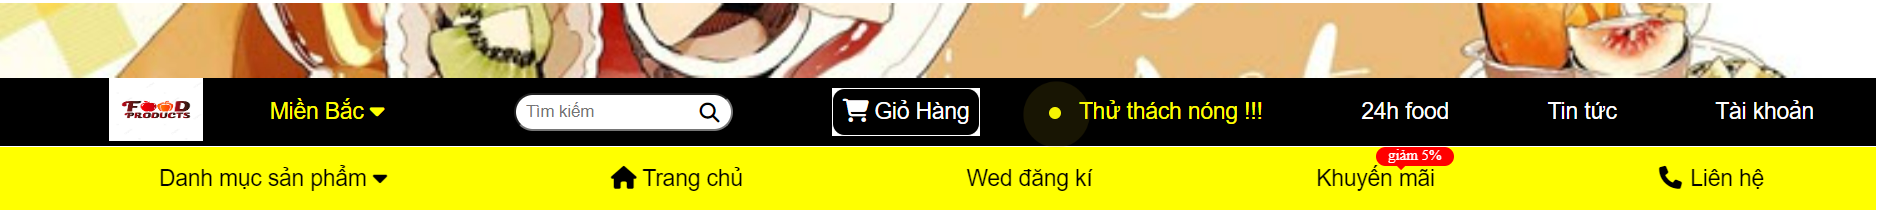 FOOD
PRODUCTS
Miền Bắc
Tìm kiếm
Giỏ Hàng
Thử thách nóng !!!
24h food
Tin tức
Tài khoản
Danh mục sản phẩm
Trang chủ
Wed đăng kí
giảm 5%
Khuyến mãi
Liên hệ